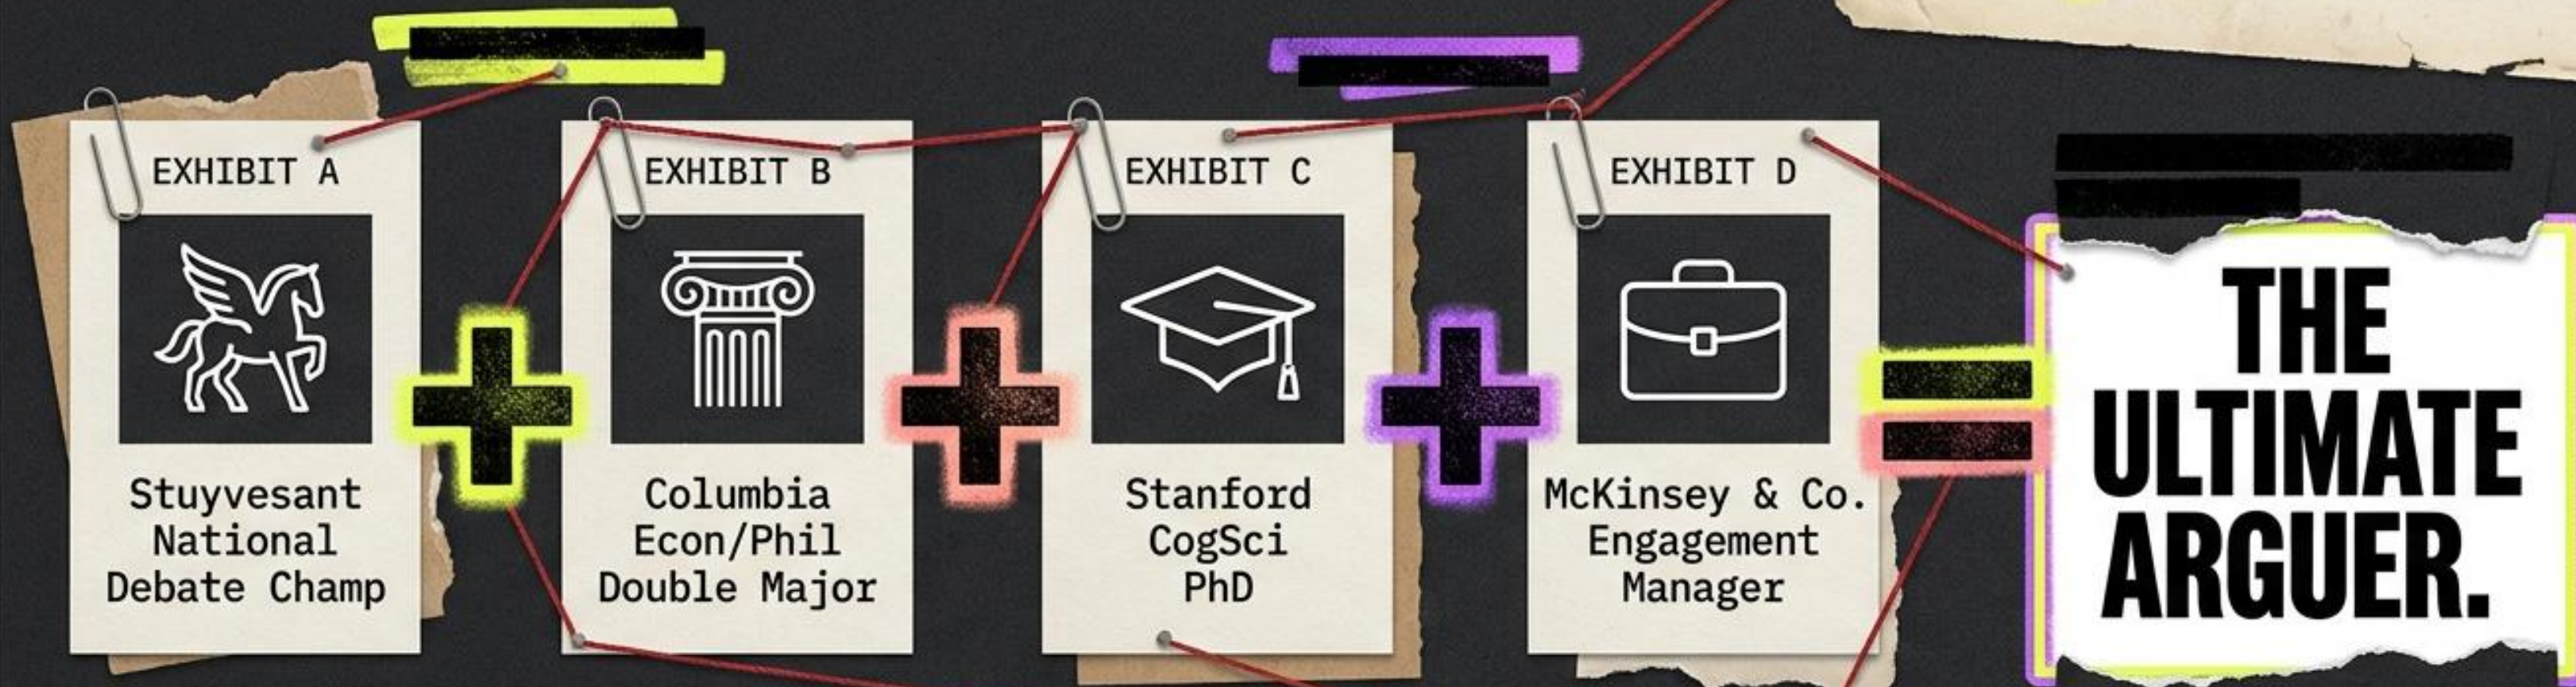 EXHIBIT A
Stuyvesant
National
Debate Champ
EXHIBIT B
Columbia
Econ/Phil
Double Major
EXHIBIT C
Stanford
CogSci
PhD
EXHIBIT D
McKinsey & Co.
Engagement
Manager
THE
ULTIMATE
ARGUER.